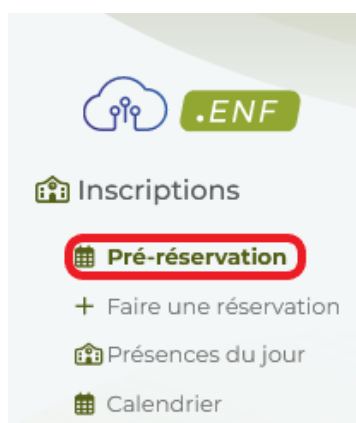 .ENF
Inscriptions
Pré-réservation
+ Faire une réservation
Présences du jour
Calendrier